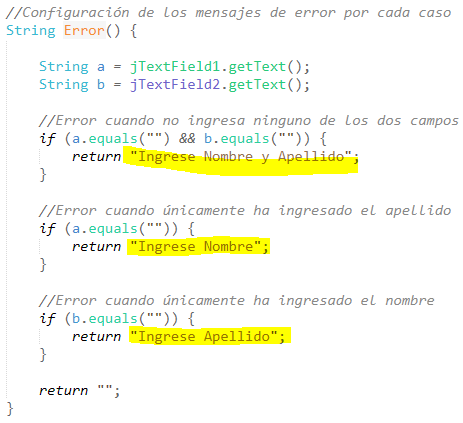 //Configuración de los mensajes de error por cada caso
String Error() {
String a = jTextField1.getText();
String b = jTextField2.getText();
//Error cuando no ingresa ninguno de los dos campos
if (a.equals("") && b.equals("")) {
return "Ingrese Nombre y Apellido";
}
//Error cuando únicamente ha ingresado el apellido
if (a.equals("")) {
return "Ingrese Nombre";
}
//Error cuando únicamente ha ingresado el nombre
if (b.equals("")) {
return "Ingrese Apellido";
}
return "";
}